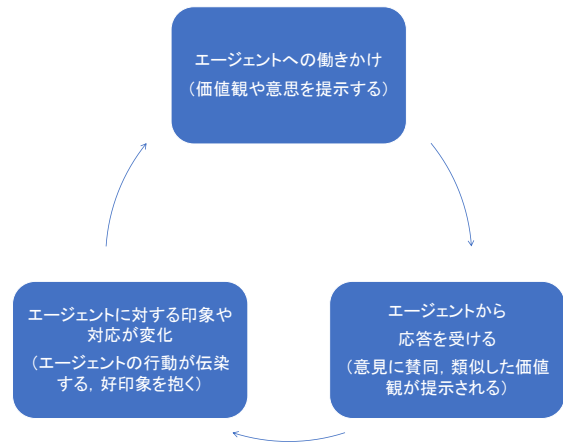 エージェントへの働きかけ
（価値観や意思を提示する）
エージェントから
応答を受ける
（意見に賛同，類似した価値
観が提示される）
エージェントに対する印象や
対応が変化
（エージェントの行動が伝染
する，好印象を抱く）